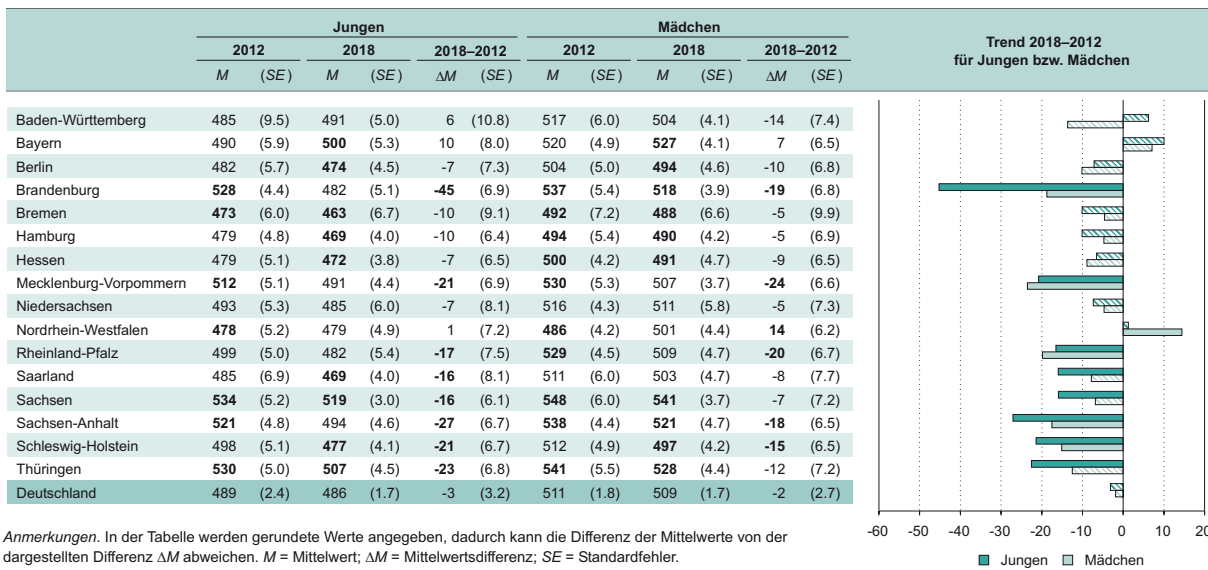 Jungen Mädchen Trend 2018–2012
für Jungen bzw. Mädchen
2012 2018 2018–2012 2012 2018 2018–2012
M (SE) M (SE) ΔM (SE) M (SE) M (SE) ΔM (SE)
Baden-Württemberg 485 (9.5) 491 (5.0) 6 (10.8) 517 (6.0) 504 (4.1) -14 (7.4)
Bayern 490 (5.9) 500 (5.3) 10 (8.0) 520 (4.9) 527 (4.1) 7 (6.5)
Berlin 482 (5.7) 474 (4.5) -7 (7.3) 504 (5.0) 494 (4.6) -10 (6.8)
Brandenburg 528 (4.4) 482 (5.1) -45 (6.9) 537 (5.4) 518 (3.9) -19 (6.8)
Bremen 473 (6.0) 463 (6.7) -10 (9.1) 492 (7.2) 488 (6.6) -5 (9.9)
Hamburg 479 (4.8) 469 (4.0) -10 (6.4) 494 (5.4) 490 (4.2) -5 (6.9)
Hessen 479 (5.1) 472 (3.8) -7 (6.5) 500 (4.2) 491 (4.7) -9 (6.5)
Mecklenburg-Vorpommern 512 (5.1) 491 (4.4) -21 (6.9) 530 (5.3) 507 (3.7) -24 (6.6)
Niedersachsen 493 (5.3) 485 (6.0) -7 (8.1) 516 (4.3) 511 (5.8) -5 (7.3)
Nordrhein-Westfalen 478 (5.2) 479 (4.9) 1 (7.2) 486 (4.2) 501 (4.4) 14 (6.2)
Rheinland-Pfalz 499 (5.0) 482 (5.4) -17 (7.5) 529 (4.5) 509 (4.7) -20 (6.7)
Saarland 485 (6.9) 469 (4.0) -16 (8.1) 511 (6.0) 503 (4.7) -8 (7.7)
Sachsen 534 (5.2) 519 (3.0) -16 (6.1) 548 (6.0) 541 (3.7) -7 (7.2)
Sachsen-Anhalt 521 (4.8) 494 (4.6) -27 (6.7) 538 (4.4) 521 (4.7) -18 (6.5)
Schleswig-Holstein 498 (5.1) 477 (4.1) -21 (6.7) 512 (4.9) 497 (4.2) -15 (6.5)
Thüringen 530 (5.0) 507 (4.5) -23 (6.8) 541 (5.5) 528 (4.4) -12 (7.2)
Deutschland 489 (2.4) 486 (1.7) -3 (3.2) 511 (1.8) 509 (1.7) -2 (2.7)
-60 -50 -40 -30 -20 -10 0 10 20
Jungen Mädchen
Anmerkungen. In der Tabelle werden gerundete Werte angegeben, dadurch kann die Differenz der Mittelwerte von der
dargestellten Differenz ΔM abweichen. M = Mittelwert; ΔM = Mittelwertsdifferenz; SE = Standardfehler.